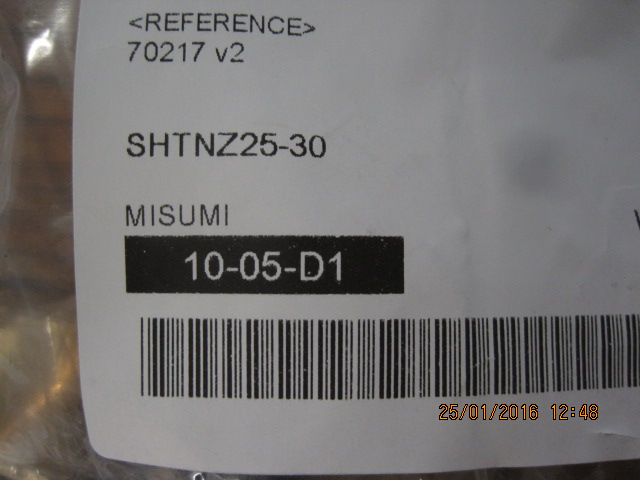 <REFERENCE>
70217 v2
SHTNZ25-30
MISUMI
10-05-D1
25/01/2016 12:48